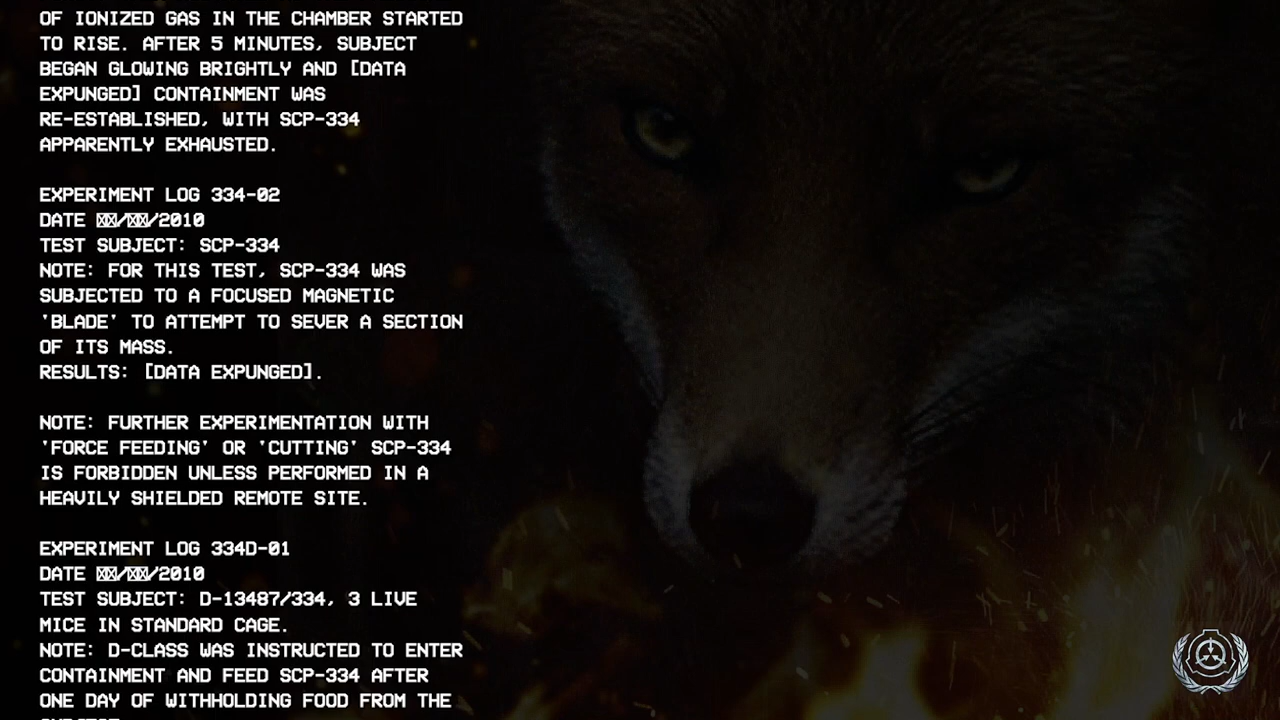 OF IONIZED GAS IN THE CHAMBER STARTED
TO RISE. AFTER 5 MINUTES, SUBJECT
BEGAN GLOWING BRIGHTLY AND [DATA
EXPUNGED] CONTAINMENT WAS
RE-ESTABLISHED, WITH SCP-334
APPARENTLY EXHAUSTED.
EXPERIMENT LOG 334-02
DATE ☒☒/☒☒/2010
TEST SUBJECT: SCP-334
NOTE: FOR THIS TEST, SCP-334 WAS
SUBJECTED TO A FOCUSED MAGNETIC
'BLADE' TO ATTEMPT TO SEVER A SECTION
OF ITS MASS.
RESULTS: [DATA EXPUNGED].
NOTE: FURTHER EXPERIMENTATION WITH
'FORCE FEEDING' OR 'CUTTING' SCP-334
IS FORBIDDEN UNLESS PERFORMED IN A
HEAVILY SHIELDED REMOTE SITE.
EXPERIMENT LOG 334D-01
DATE ☒☒/☒☒/2010
TEST SUBJECT: D-13487/334, 3 LIVE
MICE IN STANDARD CAGE.
NOTE: D-CLASS WAS INSTRUCTED TO ENTER
CONTAINMENT AND FEED SCP-334 AFTER
ONE DAY OF WITHHOLDING FOOD FROM THE